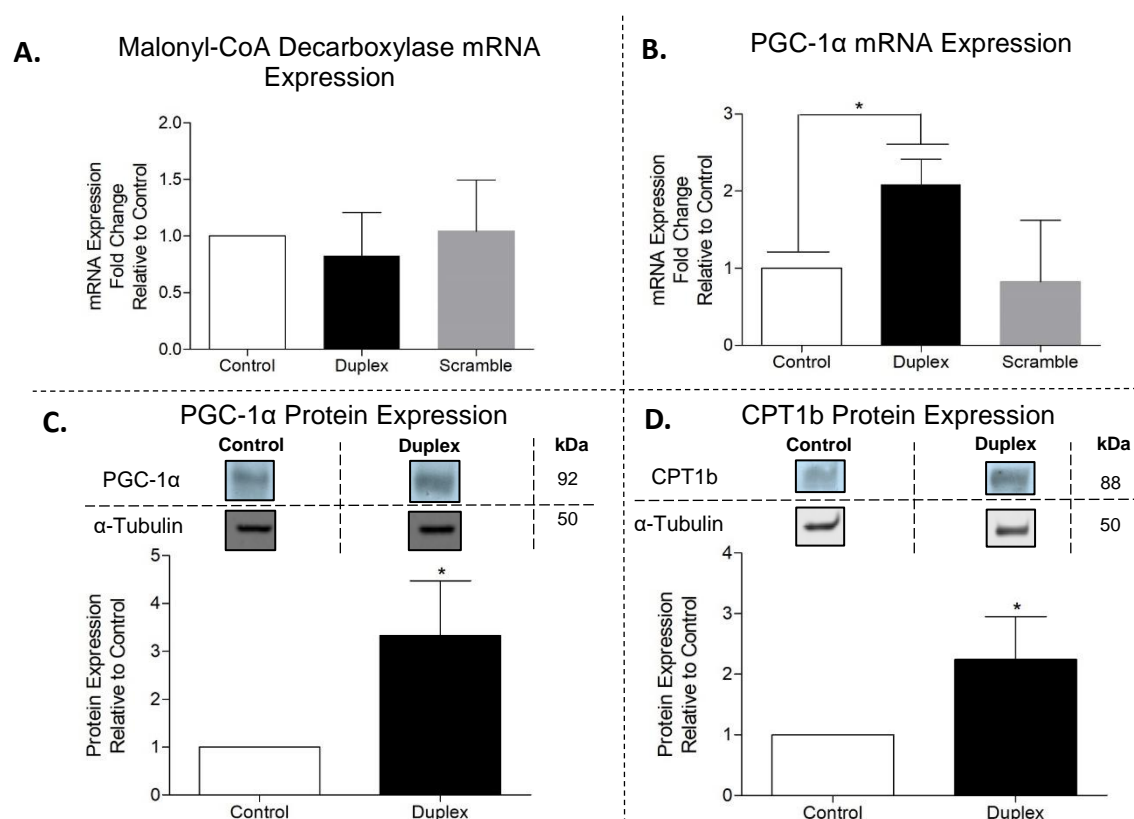 A.
Malonyl-CoA Decarboxylase mRNA
Expression
mRNA Expression
Fold Change
Relative to Control
2.0
1.5
1.0
0.5
0.0
Control Duplex Scramble
B.
PGC-1α mRNA Expression
mRNA Expression
Fold Change
Relative to Control
3
2
1
0
*
Control Duplex Scramble
C.
PGC-1α Protein Expression
Control Duplex kDa
PGC-1α 92
α-Tubulin 50
Protein Expression
Relative to Control
5
4
3
2
1
0
*
Control Duplex
D.
CPT1b Protein Expression
Control Duplex kDa
CPT1b 88
α-Tubulin 50
Protein Expression
Relative to Control
4
3
2
1
0
*
Control Duplex